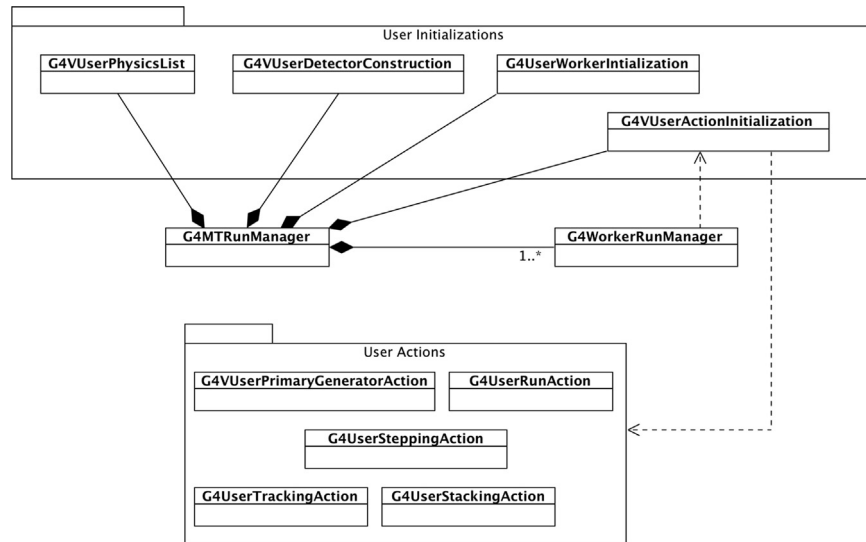 User Initializations
G4VUserPhysicsList
G4VUserDetectorConstruction
G4UserWorkerIntialization
G4VUserActionInitialization
G4MTRunManager
G4WorkerRunManager
1..*
User Actions
G4VUserPrimaryGeneratorAction
G4UserRunAction
G4UserSteppingAction
G4UserTrackingAction
G4UserStackingAction